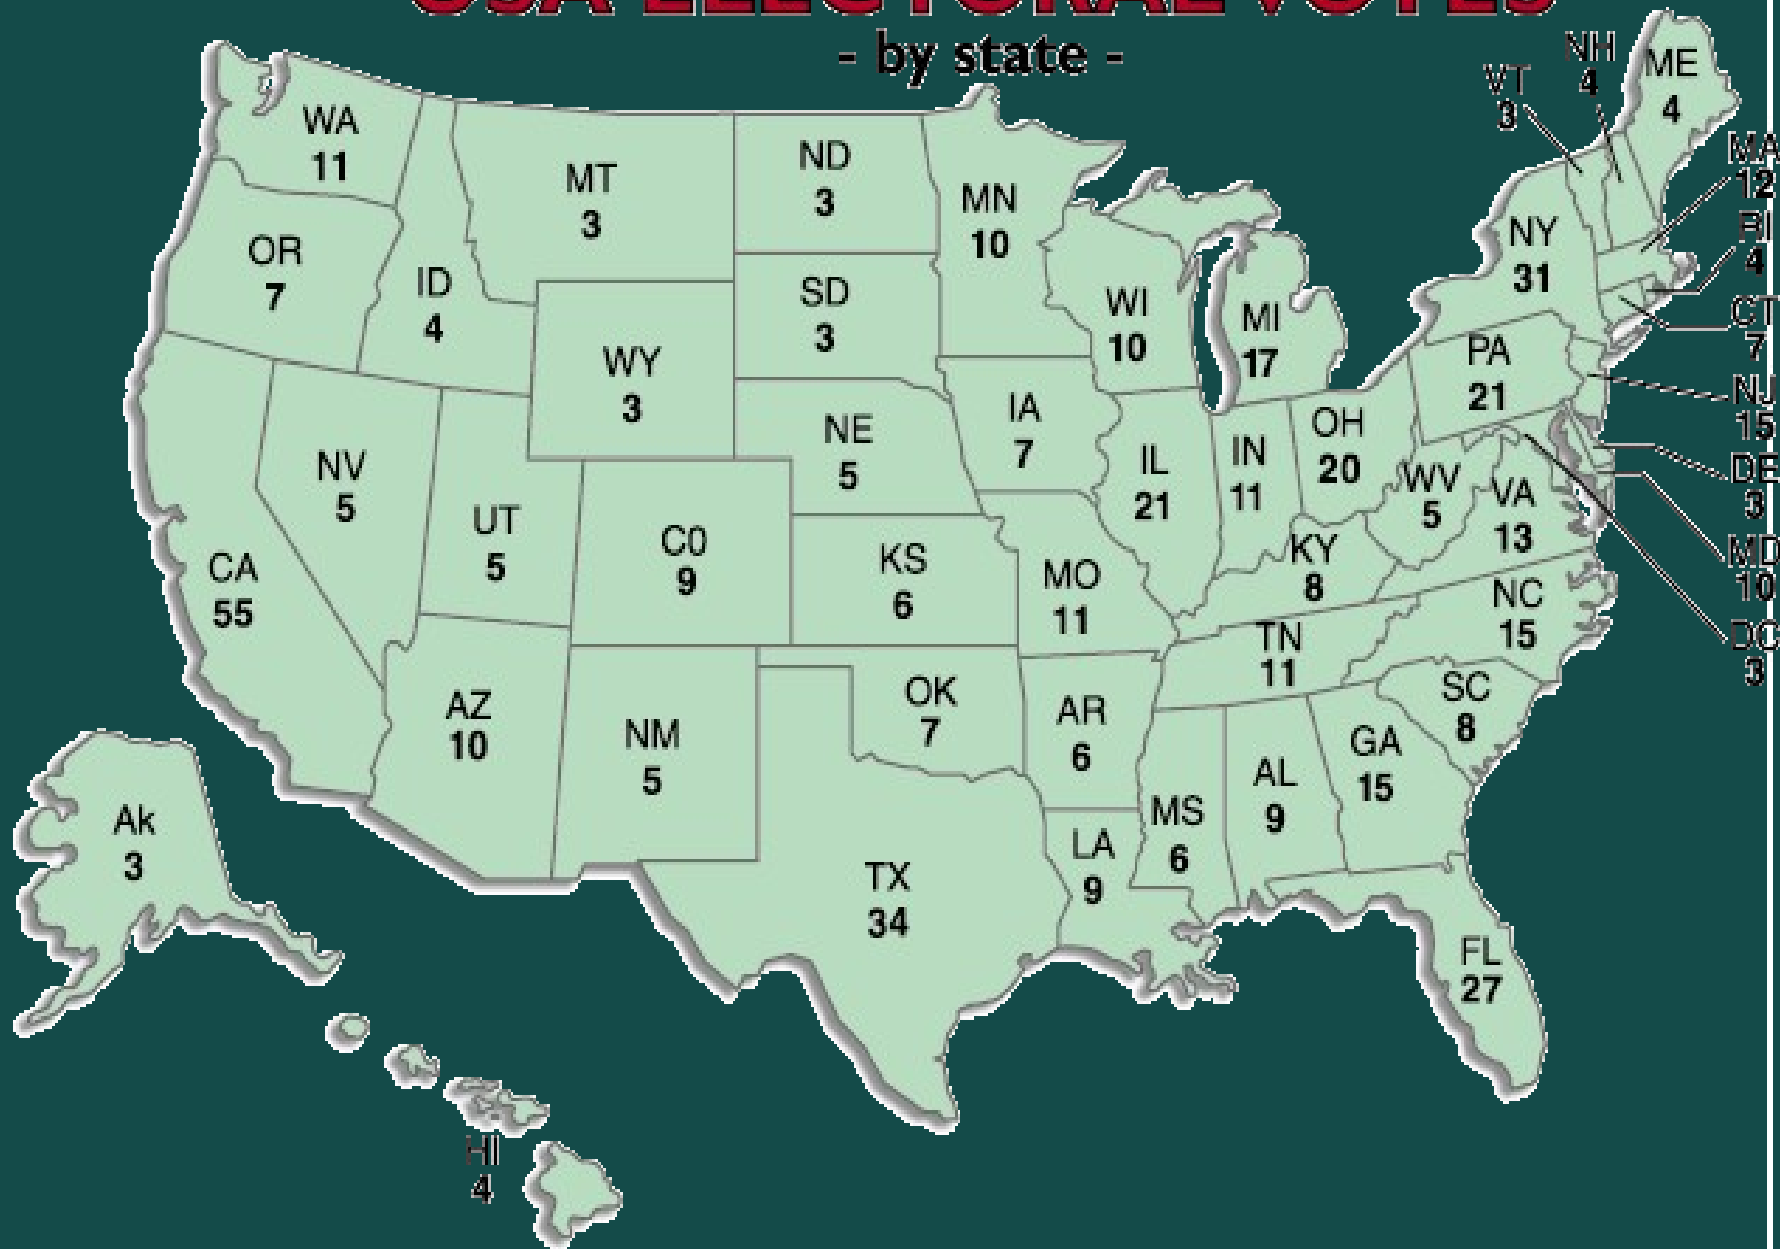 USA ELECTORAL VOTES
- by state -
WA
11
OR
7
CA
55
ID
4
NV
5
MT
3
WY
3
UT
5
AZ
10
C0
9
NM
5
ND
3
SD
3
NE
5
KS
6
OK
7
TX
34
MN
10
IA
7
MO
11
AR
6
LA
9
WI
10
IL
21
MI
17
IN
11
OH
20
KY
8
TN
11
MS
6
AL
9
GA
15
FL
27
SC
8
NC
15
VA
13
WV
5
PA
21
NY
31
VT
3
NH
4
ME
4
MA
12
RI
4
CT
7
NJ
15
DE
3
MD
10
DC
3
Ak
3
HI
4